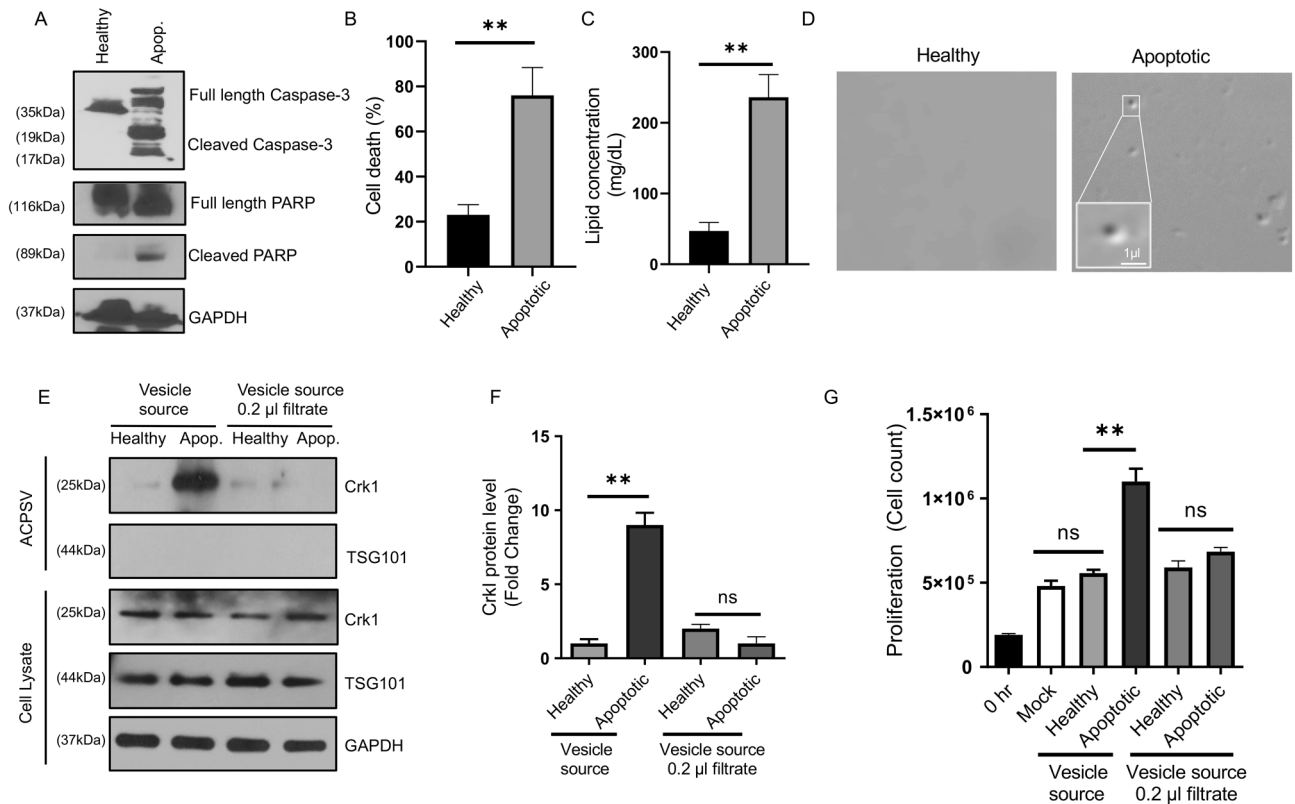 A
Healthy
Apop.
(35kDa)
(19kDa)
(17kDa)
Full length Caspase-3
Cleaved Caspase-3
(116kDa)
Full length PARP
(89kDa)
Cleaved PARP
(37kDa)
GAPDH
B
**
Cell death (%)
100
80
60
40
20
0
Healthy
Apoptotic
C
**
Lipid concentration
(mg/dL)
300
200
100
0
Healthy
Apoptotic
D
Healthy
Apoptotic
1µl
E
Vesicle
source
Vesicle source
0.2 µl filtrate
Healthy
Apop.
Healthy
Apop.
ACPSV
(25kDa)
Crk1
(44kDa)
TSG101
Cell Lysate
(25kDa)
Crk1
(44kDa)
TSG101
(37kDa)
GAPDH
F
CrkI protein level
(Fold Change)
15
10
5
0
**
ns
Healthy
Apoptotic
Healthy
Apoptotic
Vesicle
source
Vesicle source
0.2 µl filtrate
G
Proliferation (Cell count)
1.5×10⁶
1×10⁶
5×10⁵
0
ns
**
ns
0 hr
Mock
Healthy
Apoptotic
Healthy
Apoptotic
Vesicle
source
Vesicle source
0.2 µl filtrate